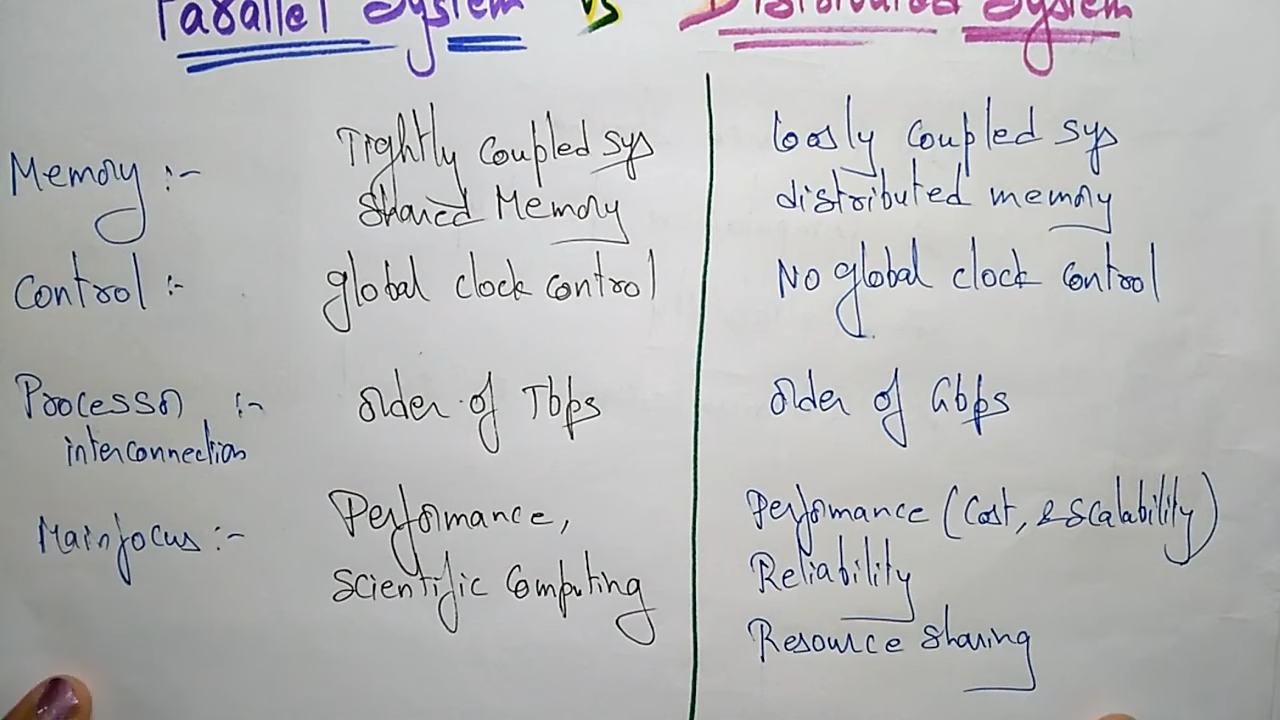 Parallel System vs Distributed System
Memory :- Tightly coupled sys loosly coupled sys
Shared Memory distributed memory
Control :- global clock control No global clock control
Processor :- Order of Tbps Order of Gbps
interconnection
Main focus :- Performance, Performance (Cost, & Scalability)
Scientific Computing Reliability
Resource sharing